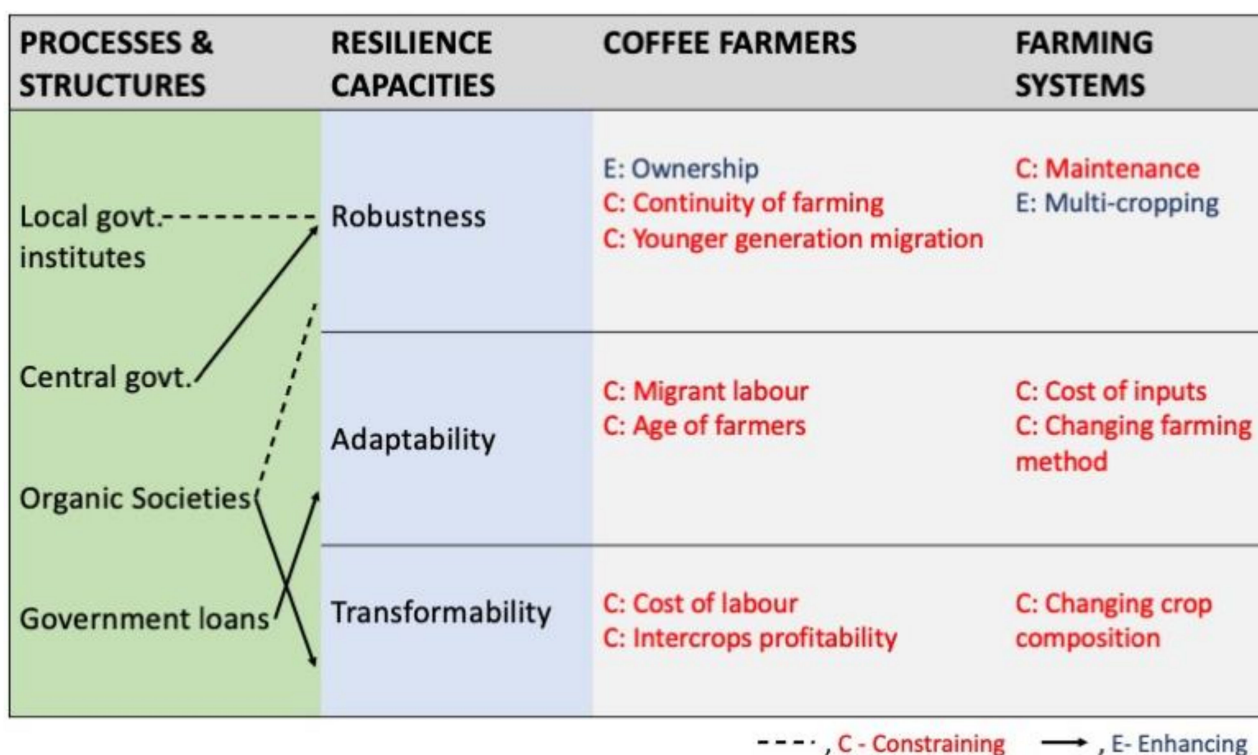 PROCESSES &
STRUCTURES
RESILIENCE
CAPACITIES
COFFEE FARMERS
FARMING
SYSTEMS
Local govt.
institutes
Central govt.
Organic Societies
Government loans
Robustness
E: Ownership
C: Continuity of farming
C: Younger generation migration
C: Maintenance
E: Multi-cropping
Adaptability
C: Migrant labour
C: Age of farmers
C: Cost of inputs
C: Changing farming
method
Transformability
C: Cost of labour
C: Intercrops profitability
C: Changing crop
composition
, C - Constraining , E- Enhancing